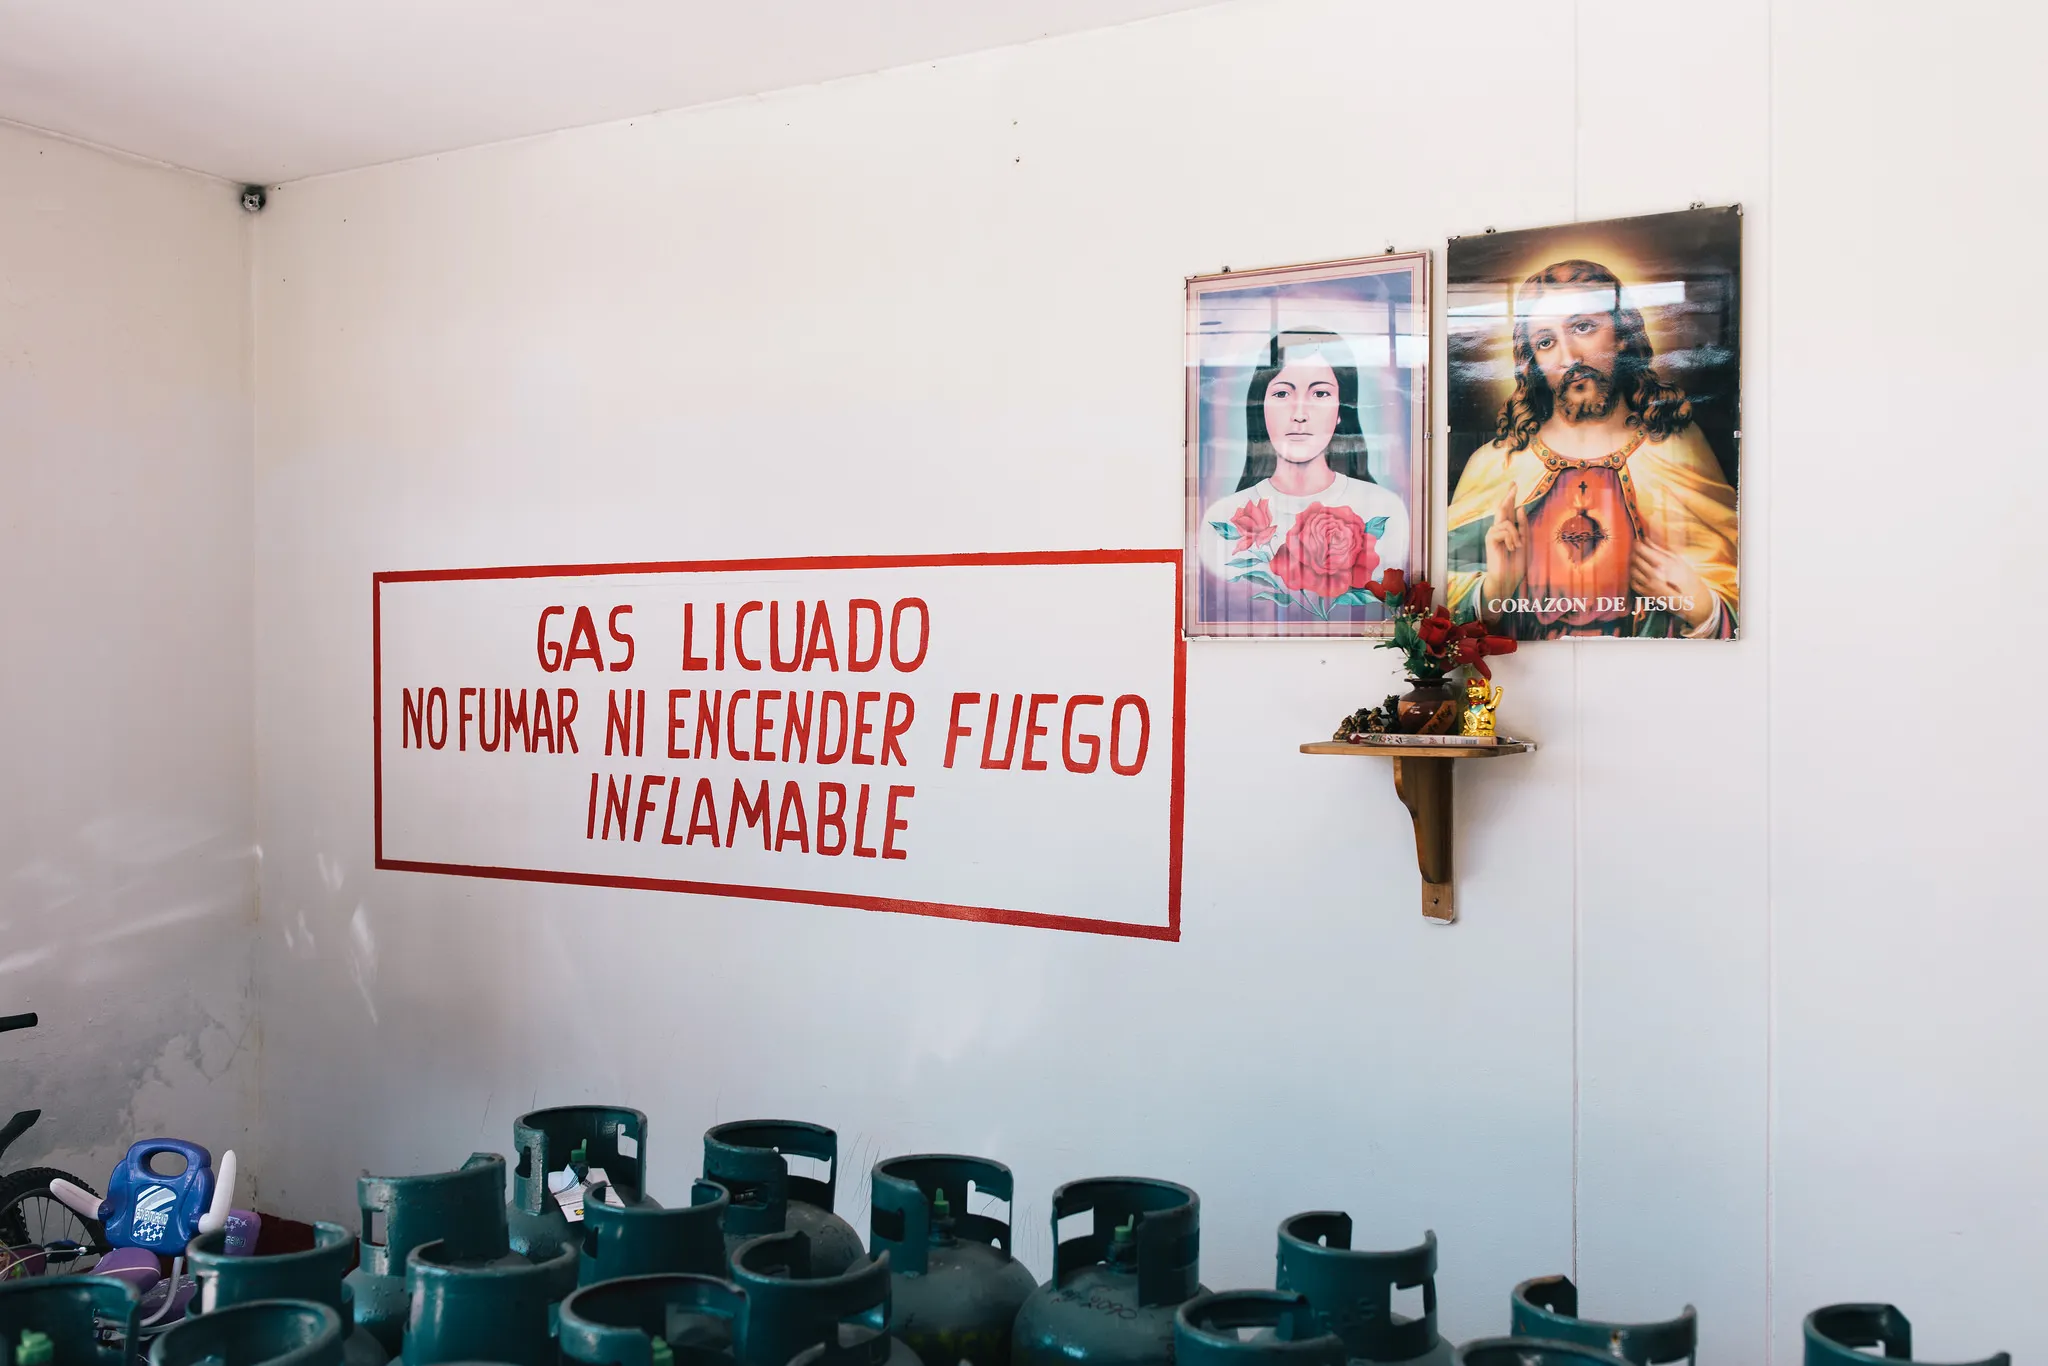 GAS LICUADO
NO FUMAR NI ENCENDER FUEGO
INFLAMABLE
CORAZON DE JESUS